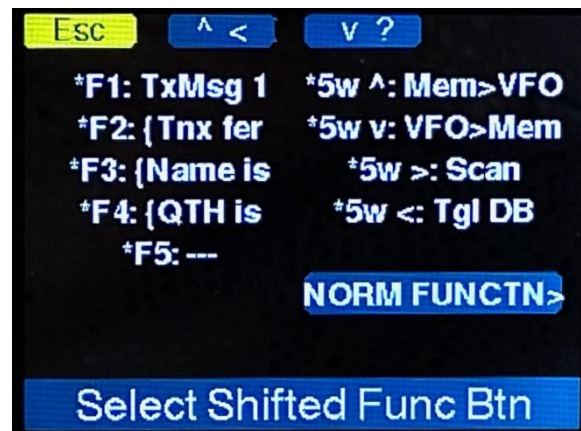 Esc ^ < v ?
*F1: TxMsg 1 *5w ^: Mem>VFO
*F2: {Tnx fer *5w v: VFO>Mem
*F3: {Name is *5w >: Scan
*F4: {QTH is *5w <: Tgl DB
*F5: ---
NORM FUNCTN>
Select Shifted Func Btn